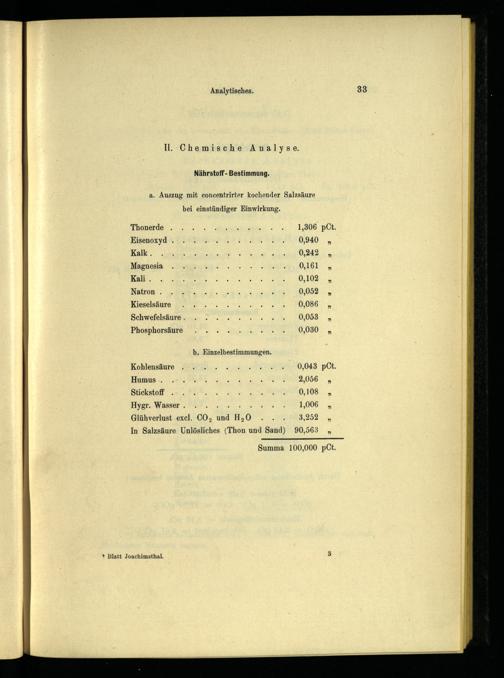 Analytisches. 33
II. Chemische Analyse.
Nährstoff-Bestimmung.
a. Auszug mit concentrirter kochender Salzsäure
bei einstündiger Einwirkung.
Thonerde . . . . . . . . . . . 1,306 pCt.
Eisenoxyd . . . . . . . . . . . 0,940 „
Kalk . . . . . . . . . . . . 0,242 „
Magnesia . . . . . . . . . . . 0,161 „
Kali . . . . . . . . . . . . 0,102 „
Natron . . . . . . . . . . . . 0,052 „
Kieselsäure . . . . . . . . . . 0,086 „
Schwefelsäure . . . . . . . . . 0,053 „
Phosphorsäure . . . . . . . . . 0,030 „
b. Einzelbestimmungen.
Kohlensäure . . . . . . . . . . 0,043 pCt.
Humus . . . . . . . . . . . . 2,056 „
Stickstoff . . . . . . . . . . . 0,108 „
Hygr. Wasser . . . . . . . . . . 1,006 „
Glühverlust excl. CO₂ und H₂O . . . 3,252 „
In Salzsäure Unlösliches (Thon und Sand) 90,563 „
Summa 100,000 pCt.
Blatt Joachimsthal. 3